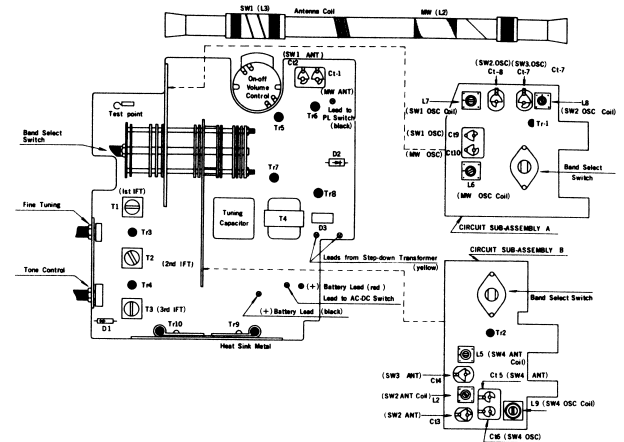 SW1 (L3)
Antenna Coil
MW (L2)
(SW1 ANT)
Ct2
Ct-1
On-off
Volume
Control
(MW ANT)
Tr6
Lead to
PL Switch
(black)
Tr5
Test point
Band Select
Switch
D2
Tr7
Tr8
(1st IFT)
T1
Fine Tuning
Tr3
Tuning
Capacitor
T4
D3
T2
(2nd IFT)
Leads from Step-down Transformer
(yellow)
Tone Control
Tr4
(+) Battery Lead (red)
Lead to AC-DC Switch
T3 (3rd IFT)
(+) Battery Lead (black)
D1
Tr10
Tr9
Heat Sink Metal
(SW2.OSC)
Ct-8
(SW3.OSC)
Ct-7
Ct-7
L7
(SW1 OSC Coil)
L8
(SW2 OSC Coil)
Tr-1
(SW1 OSC)
Ct9
(MW OSC)
Ct10
Band Select
Switch
L6
(MW OSC Coil)
CIRCUIT SUB-ASSEMBLY A
CIRCUIT SUB-ASSEMBLY B
Band Select Switch
Tr2
L5 (SW4 ANT
Coil)
(SW3 ANT)
Ct4
Ct5 (SW4 ANT)
(SW2 ANT Coil)
L2
L9 (SW4 OSC Coil)
(SW2 ANT)
Ct3
Ct6 (SW4 OSC)